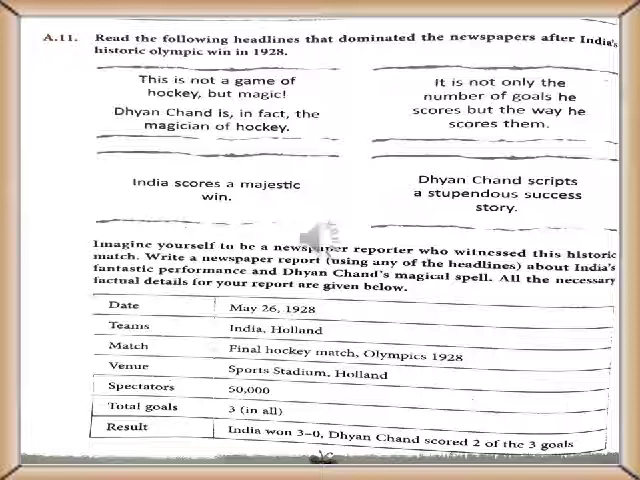 A.11. Read the following headlines that dominated the newspapers after India's
historic olympic win in 1928.
This is not a game of
hockey, but magic!
Dhyan Chand is, in fact, the
magician of hockey.
It is not only the
number of goals he
scores but the way he
scores them.
India scores a majestic
win.
Dhyan Chand scripts
a stupendous success
story.
Imagine yourself to be a newspaper reporter who witnessed this historic
match. Write a newspaper report (using any of the headlines) about India's
fantastic performance and Dhyan Chand's magical spell. All the necessary
factual details for your report are given below.
Date May 26, 1928
Teams India, Holland
Match Final hockey match, Olympics 1928
Venue Sports Stadium, Holland
Spectators 50,000
Total goals 3 (in all)
Result India won 3–0, Dhyan Chand scored 2 of the 3 goals